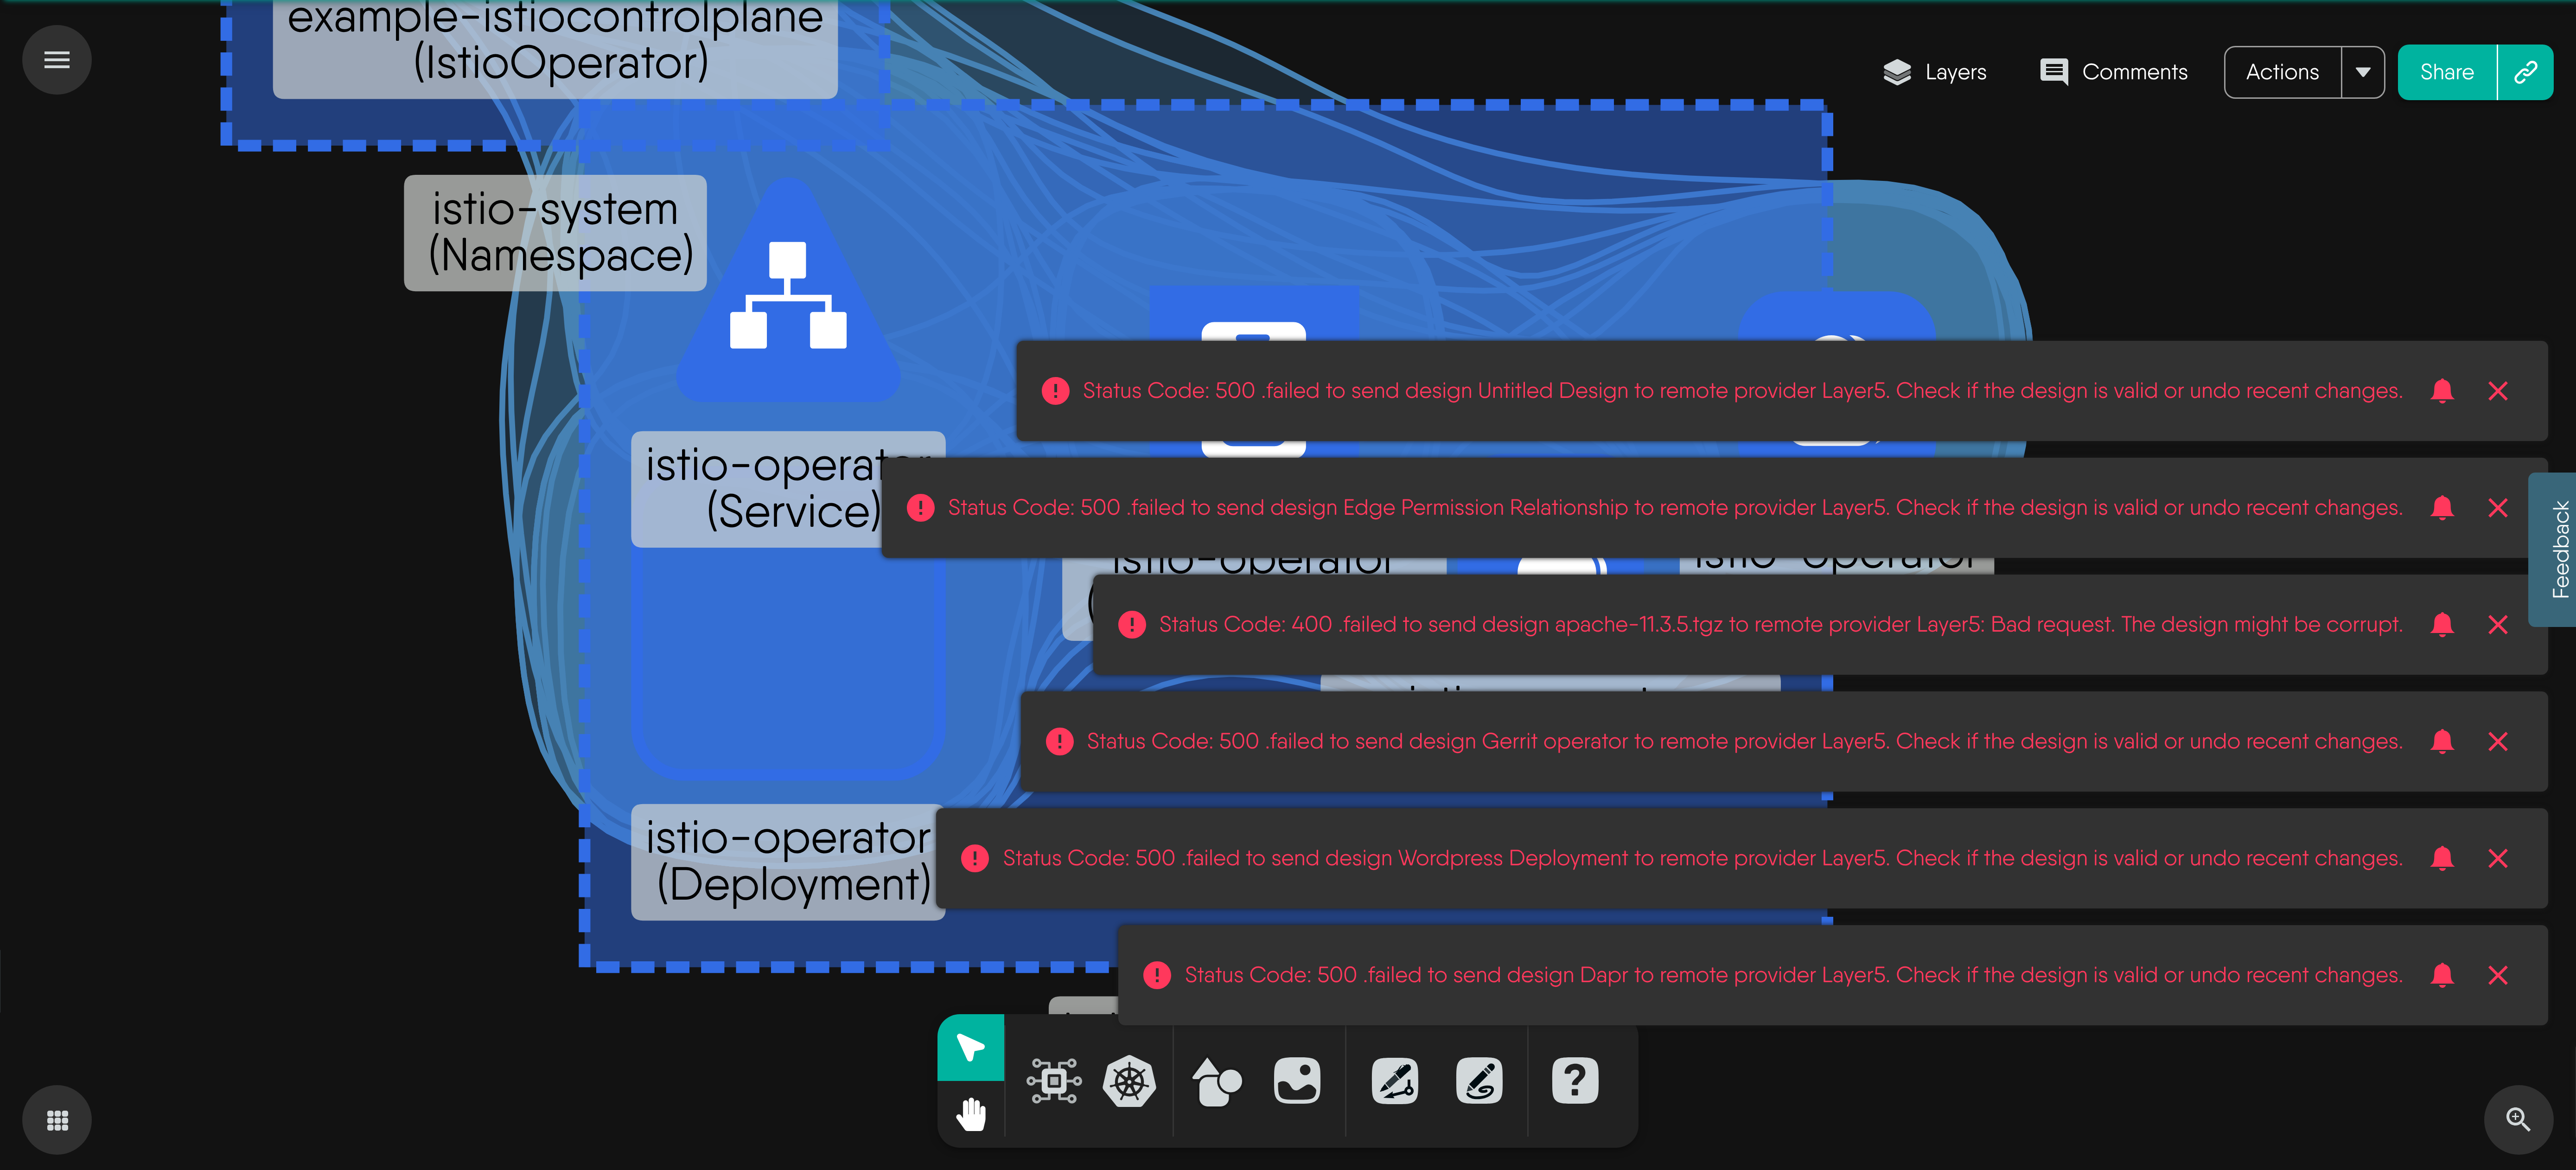 example-istiocontrolplane
(IstioOperator)
Layers
Comments
Actions
Share
istio-system
(Namespace)
Status Code: 500 .failed to send design Untitled Design to remote provider Layer5. Check if the design is valid or undo recent changes.
istio-operator
(Service)
Status Code: 500 .failed to send design Edge Permission Relationship to remote provider Layer5. Check if the design is valid or undo recent changes.
Feedback
istio-operator
istio-operator
Status Code: 400 .failed to send design apache-11.3.5.tgz to remote provider Layer5: Bad request. The design might be corrupt.
Status Code: 500 .failed to send design Gerrit operator to remote provider Layer5. Check if the design is valid or undo recent changes.
istio-operator
(Deployment)
Status Code: 500 .failed to send design Wordpress Deployment to remote provider Layer5. Check if the design is valid or undo recent changes.
Status Code: 500 .failed to send design Dapr to remote provider Layer5. Check if the design is valid or undo recent changes.